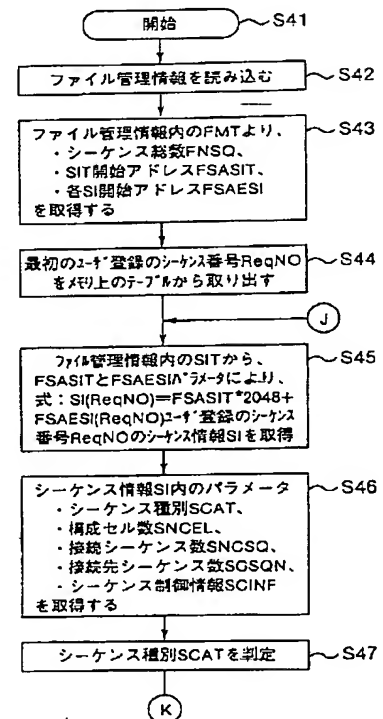 開始
S41
ファイル管理情報を読み込む
S42
ファイル管理情報内のFMTより、
・シーケンス総数FNSQ、
・SIT開始アドレスFSASIT、
・各SI開始アドレスFSAESI
を取得する
S43
最初のユーザ登録のシーケンス番号ReqNO
をメモリ上のテーブルから取り出す
S44
J
ファイル管理情報内のSITから、
FSASITとFSAESIパラメータにより、
式：SI(ReqNO)=FSASIT*2048+
FSAESI(ReqNO)ユーザ登録のシーケンス
番号ReqNOのシーケンス情報SIを取得
S45
シーケンス情報SI内のパラメータ
・シーケンス種別SCAT、
・構成セル数SNCEL、
・接続シーケンス数SNCSQ、
・接続先シーケンス数SCSQN、
・シーケンス制御情報SCINF
を取得する
S46
シーケンス種別SCATを判定
S47
K